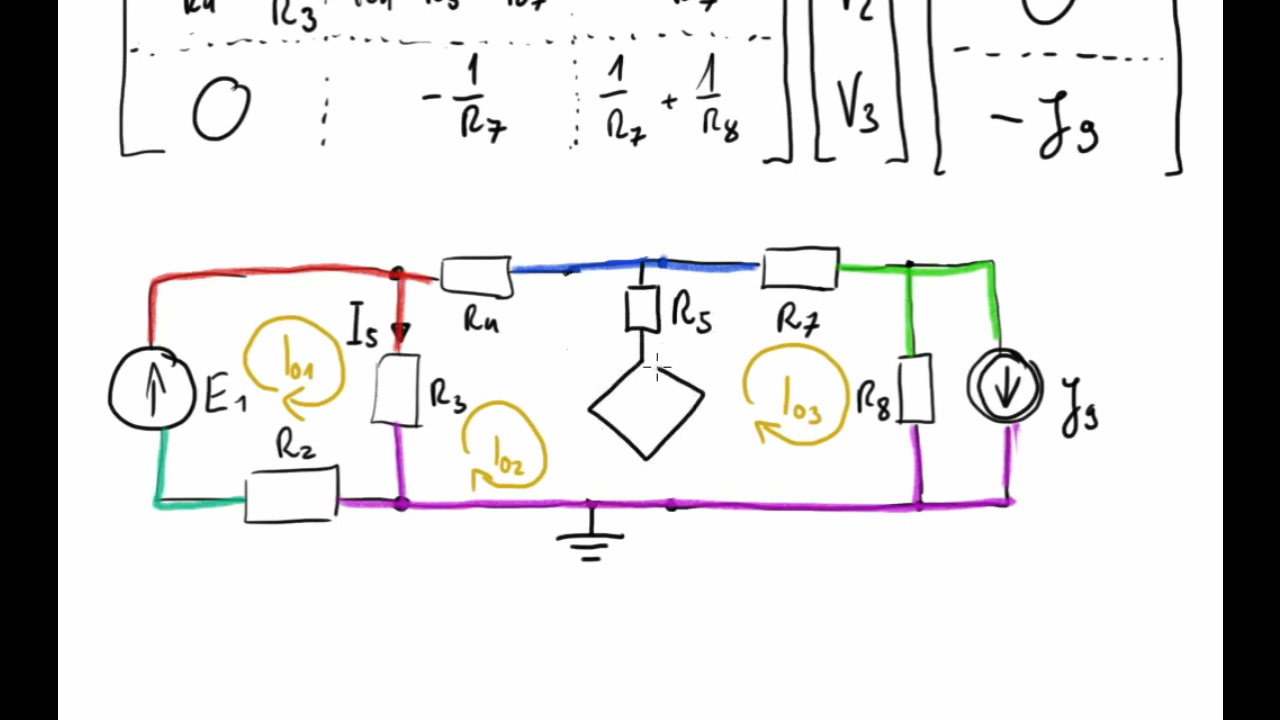 R3
0 - 1/R7 1/R7 + 1/R8 V3 - J9
Is R4 R5 R7
I01 E1 R3 I03 R8 J9
R2 I02